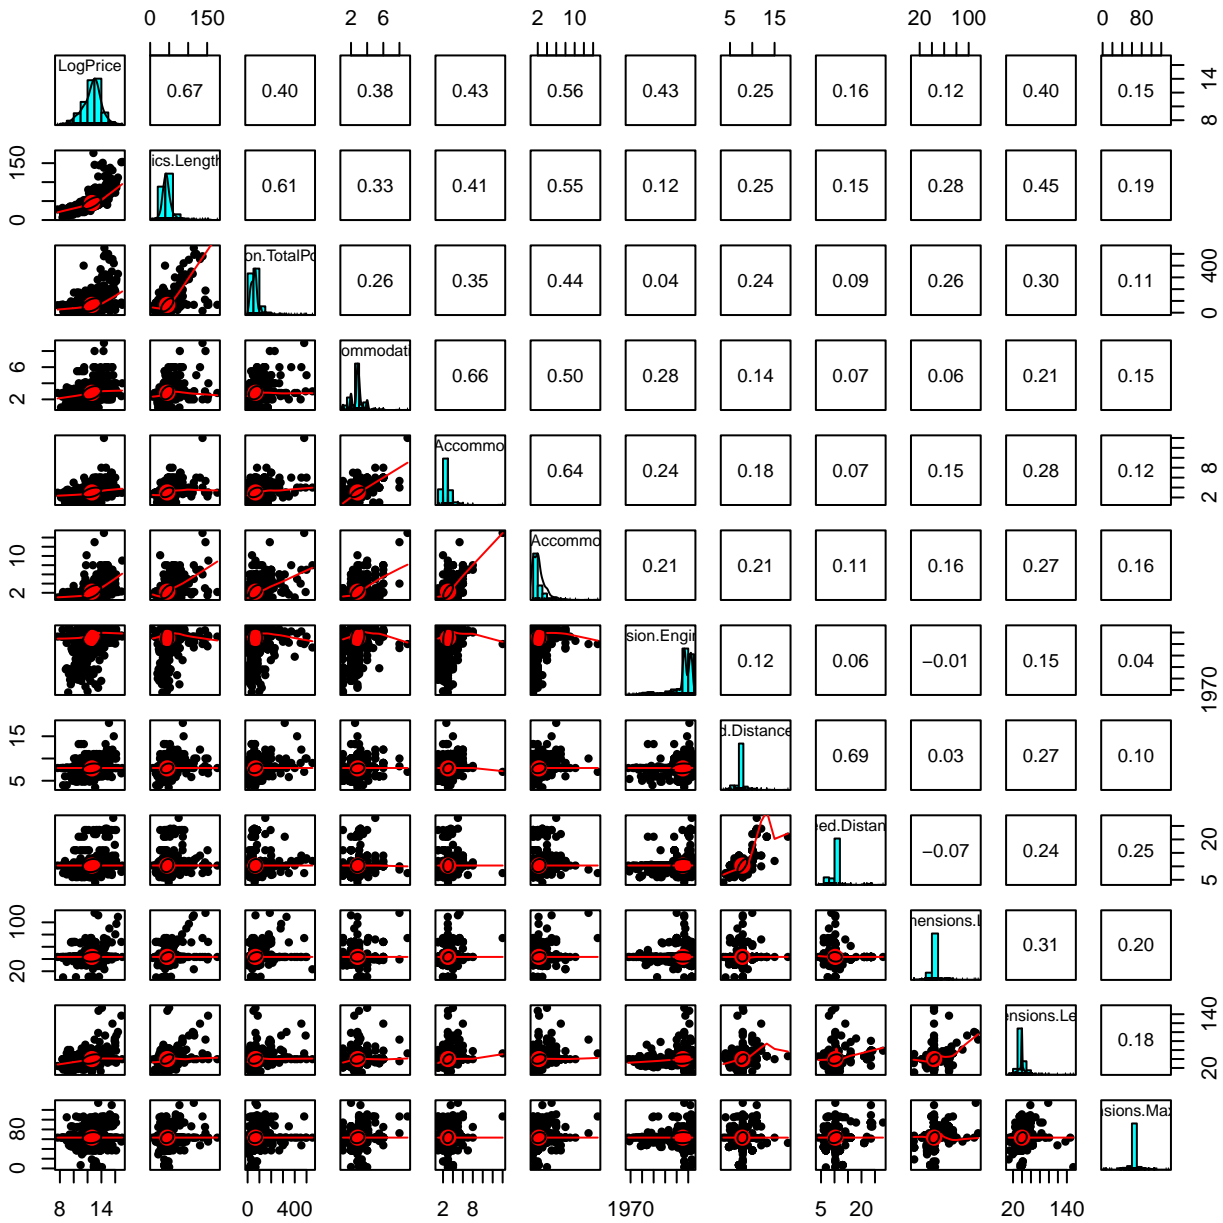 0 150 2 6 2 10 5 15 20 100 0 80
LogPrice 0.67 0.40 0.38 0.43 0.56 0.43 0.25 0.16 0.12 0.40 0.15 8 14
0 150 ics.Length 0.61 0.33 0.41 0.55 0.12 0.25 0.15 0.28 0.45 0.19
on.TotalPo 0.26 0.35 0.44 0.04 0.24 0.09 0.26 0.30 0.11 0 400
2 6 ommodati 0.66 0.50 0.28 0.14 0.07 0.06 0.21 0.15
Accommo 0.64 0.24 0.18 0.07 0.15 0.28 0.12 2 8
2 10 Accommo 0.21 0.21 0.11 0.16 0.27 0.16
sion.Engin 0.12 0.06 −0.01 0.15 0.04 1970
5 15 d.Distance 0.69 0.03 0.27 0.10
eed.Distan −0.07 0.24 0.25 5 20
20 100 nensions.L 0.31 0.20
ensions.Le 0.18 20 140
0 80 nsions.Max
8 14 0 400 2 8 1970 5 20 20 140